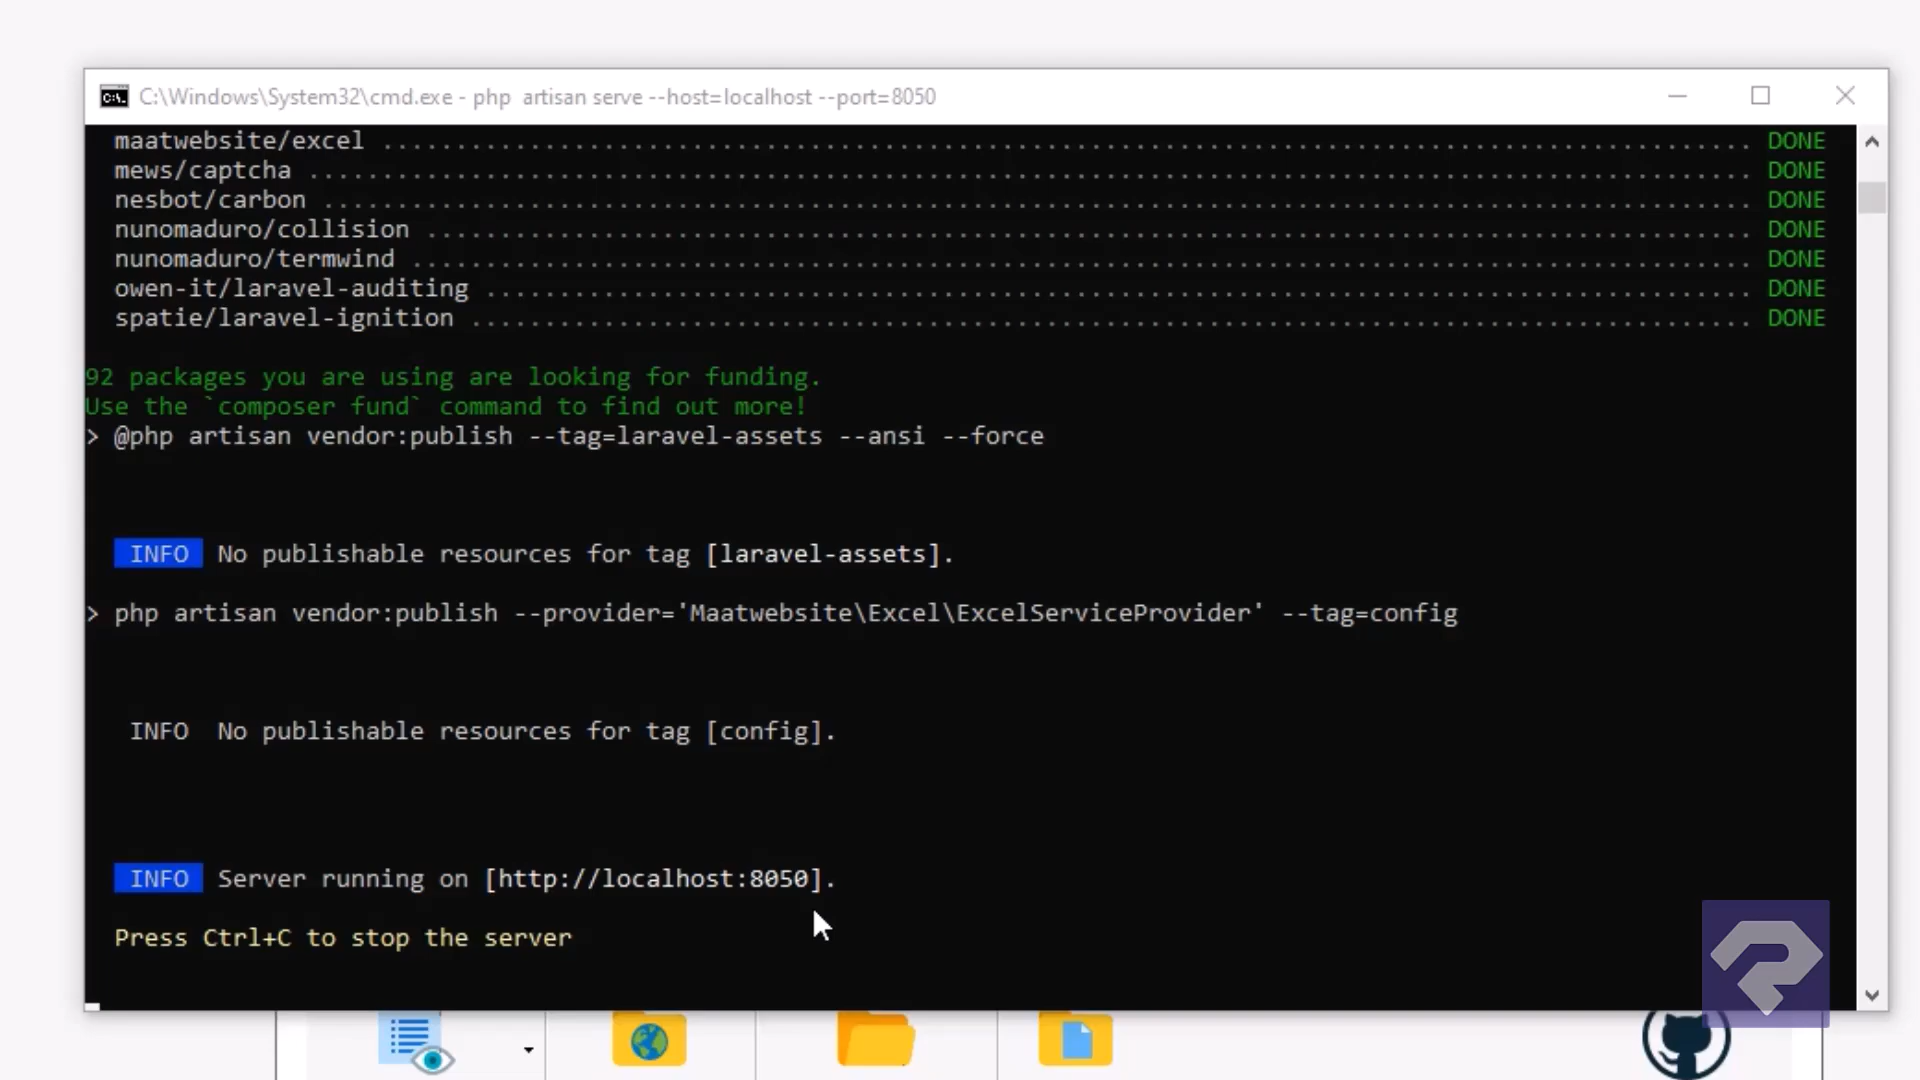 C:\Windows\System32\cmd.exe - php  artisan serve --host=localhost --port=8050
maatwebsite/excel ........................................................................................... DONE
mews/captcha ................................................................................................ DONE
nesbot/carbon ............................................................................................... DONE
nunomaduro/collision ........................................................................................ DONE
nunomaduro/termwind ......................................................................................... DONE
owen-it/laravel-auditing .................................................................................... DONE
spatie/laravel-ignition ..................................................................................... DONE
92 packages you are using are looking for funding.
Use the `composer fund` command to find out more!
> @php artisan vendor:publish --tag=laravel-assets --ansi --force
INFO  No publishable resources for tag [laravel-assets].
> php artisan vendor:publish --provider='Maatwebsite\Excel\ExcelServiceProvider' --tag=config
INFO  No publishable resources for tag [config].
INFO  Server running on [http://localhost:8050].
Press Ctrl+C to stop the server